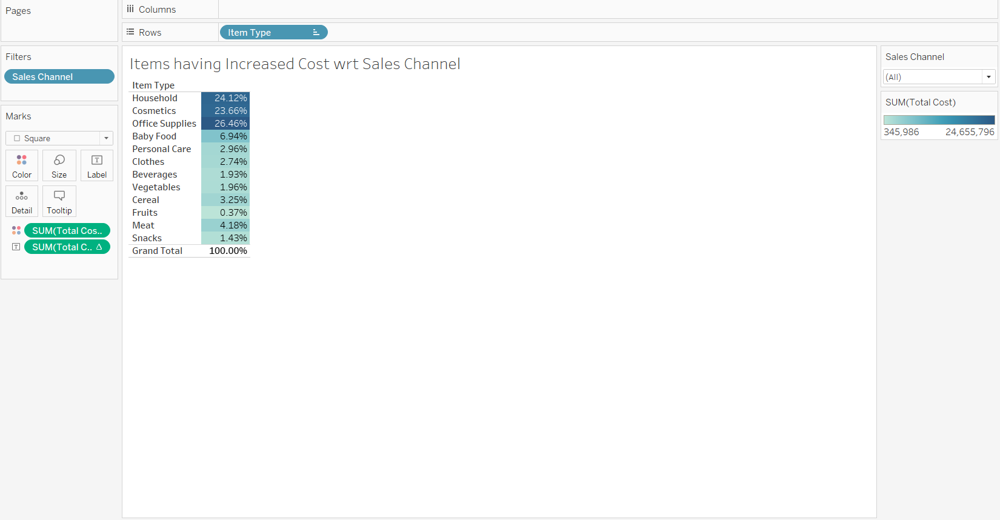 Pages
Columns
Rows
Item Type
Filters
Sales Channel
Marks
Square
Color
Size
Label
Detail
Tooltip
SUM(Total Cos..
SUM(Total C.. Δ
Items having Increased Cost wrt Sales Channel
Item Type
Household 24.12%
Cosmetics 23.66%
Office Supplies 26.46%
Baby Food 6.94%
Personal Care 2.96%
Clothes 2.74%
Beverages 1.93%
Vegetables 1.96%
Cereal 3.25%
Fruits 0.37%
Meat 4.18%
Snacks 1.43%
Grand Total 100.00%
Sales Channel
(All)
SUM(Total Cost)
345,986 24,655,796